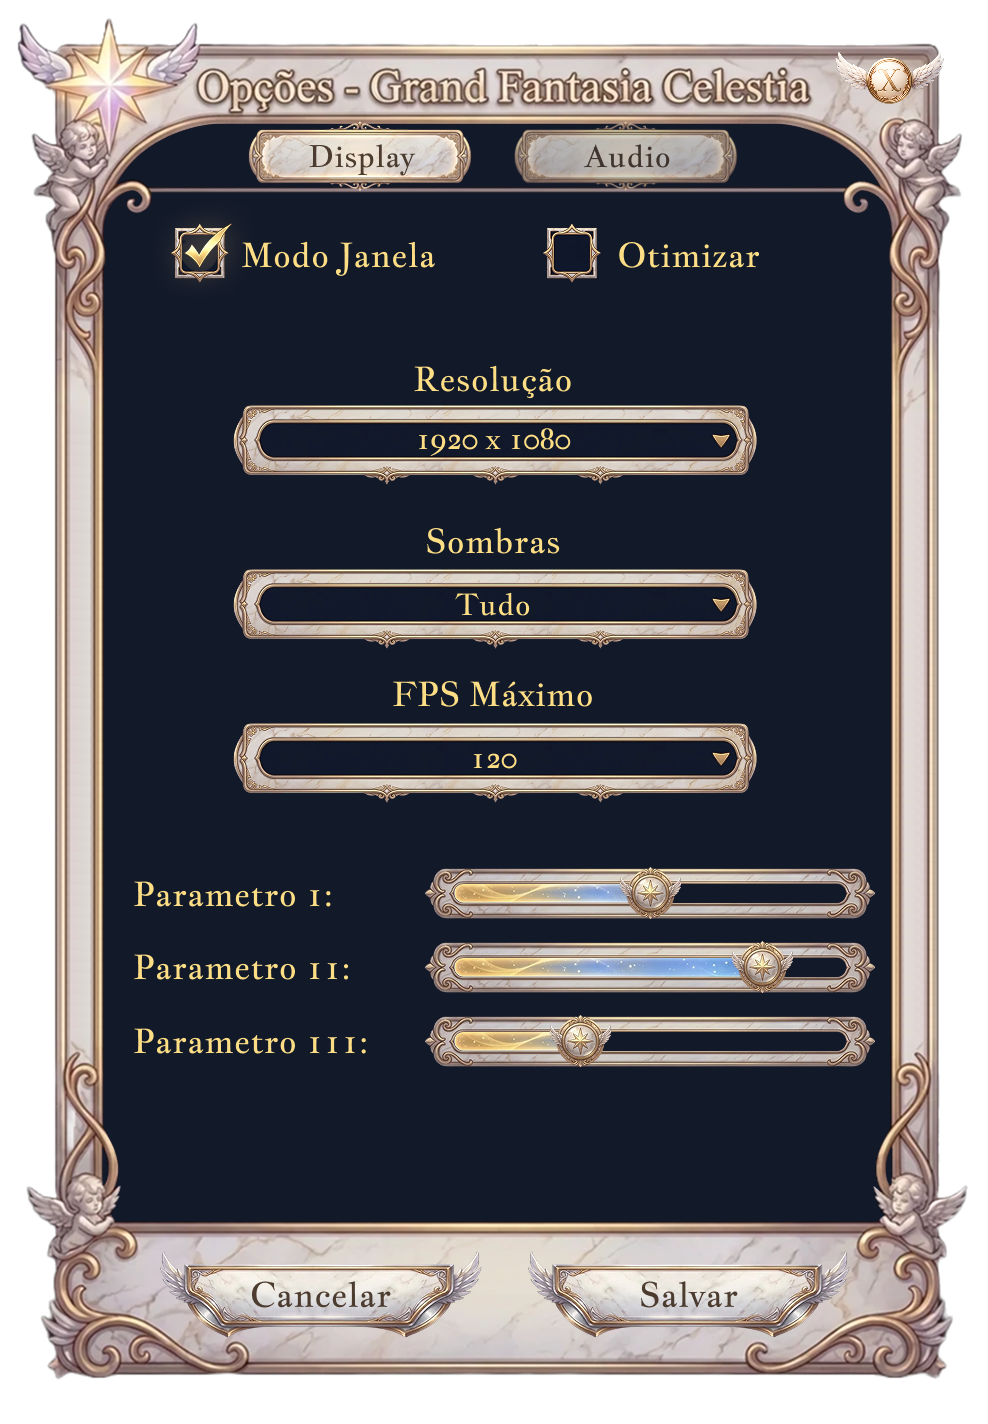 Opções - Grand Fantasia Celestia
X
Display
Audio
Modo Janela
Otimizar
Resolução
1920 x 1080
Sombras
Tudo
FPS Máximo
120
Parametro I:
Parametro II:
Parametro III:
Cancelar
Salvar